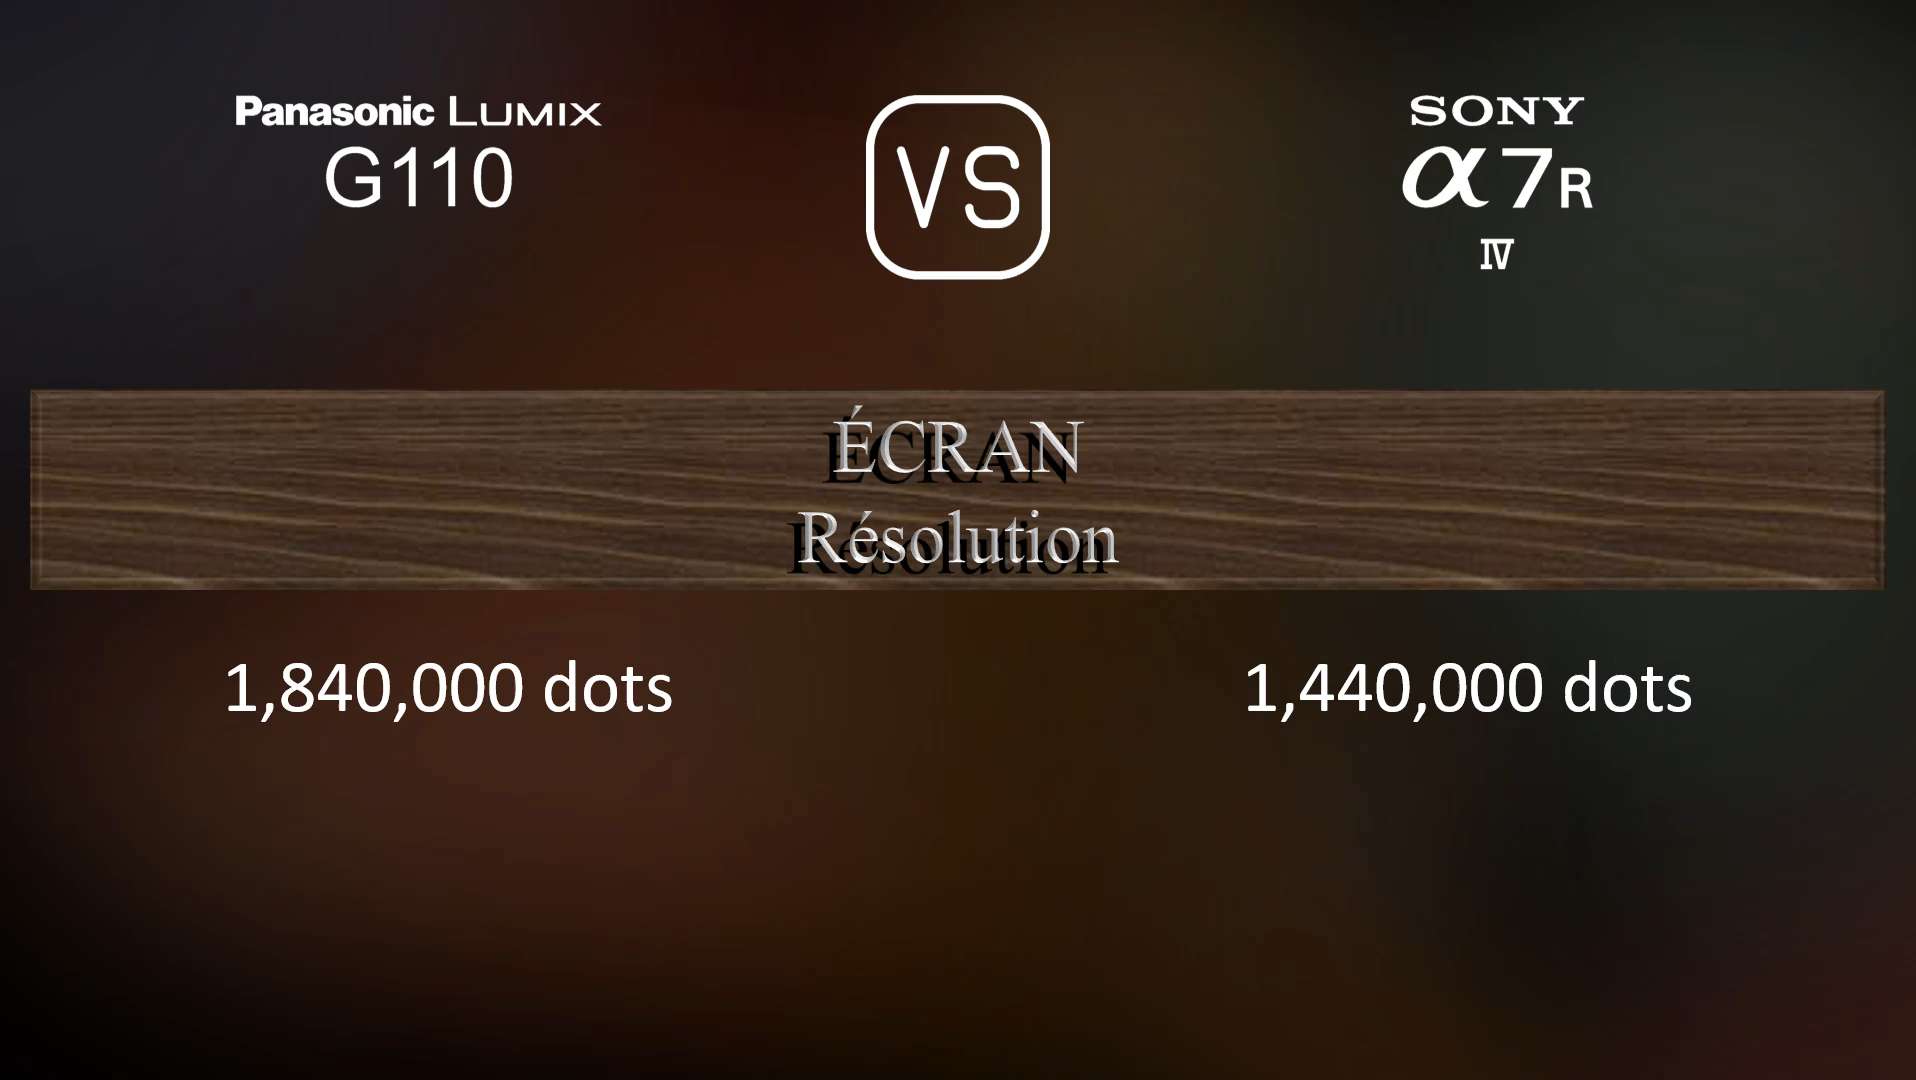 Panasonic LUMIX
G110
VS
SONY
α7R
IV
ÉCRAN
Résolution
1,840,000 dots
1,440,000 dots